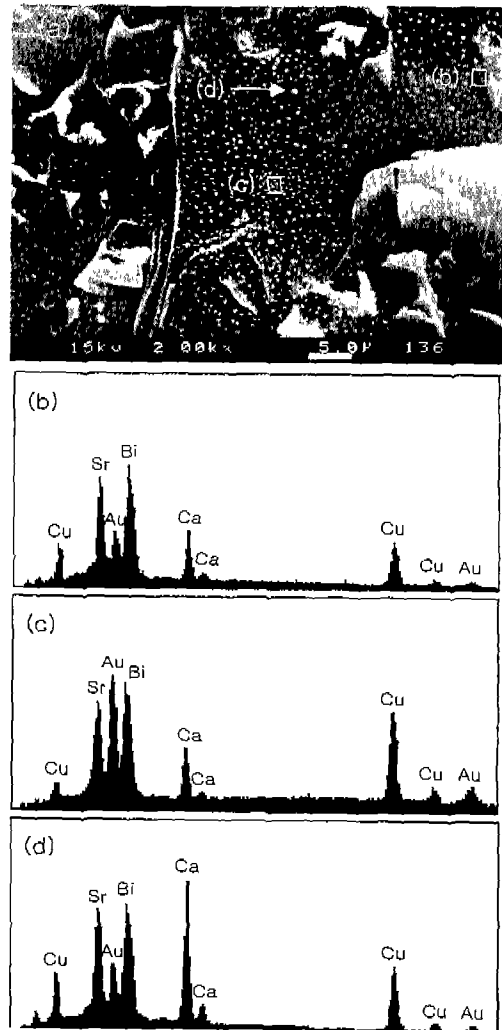 (a)
(d)
(b)
(c)
15kv 2.00kx 5.0μ 136
(b)
Bi
Sr
Au
Ca
Cu
Ca
Cu
Cu
Au
(c)
Au
Bi
Sr
Ca
Cu
Cu
Ca
Cu
Au
(d)
Ca
Bi
Sr
Au
Cu
Cu
Ca
Cu
Au